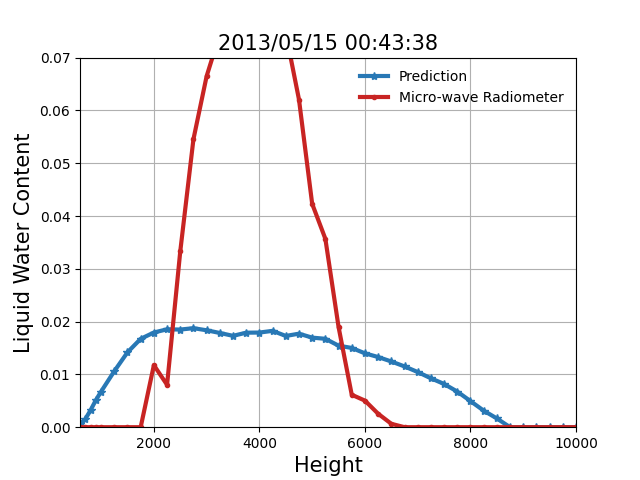 2013/05/15 00:43:38
0.07
0.06
0.05
0.04
0.03
0.02
0.01
0.00
Liquid Water Content
Prediction
Micro-wave Radiometer
2000 4000 6000 8000 10000
Height